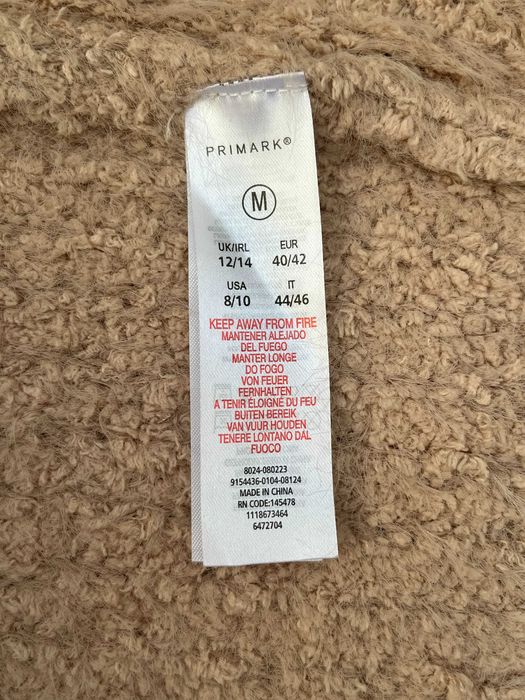 PRIMARK®
M
UK/IRL EUR
12/14 40/42
USA IT
8/10 44/46
KEEP AWAY FROM FIRE
MANTENER ALEJADO
DEL FUEGO
MANTER LONGE
DO FOGO
VON FEUER
FERNHALTEN
A TENIR ÉLOIGNÉ DU FEU
BUITEN BEREIK
VAN VUUR HOUDEN
TENERE LONTANO DAL
FUOCO
8024-080223
9154436-0104-08124
MADE IN CHINA
RN CODE:145478
1118673464
6472704